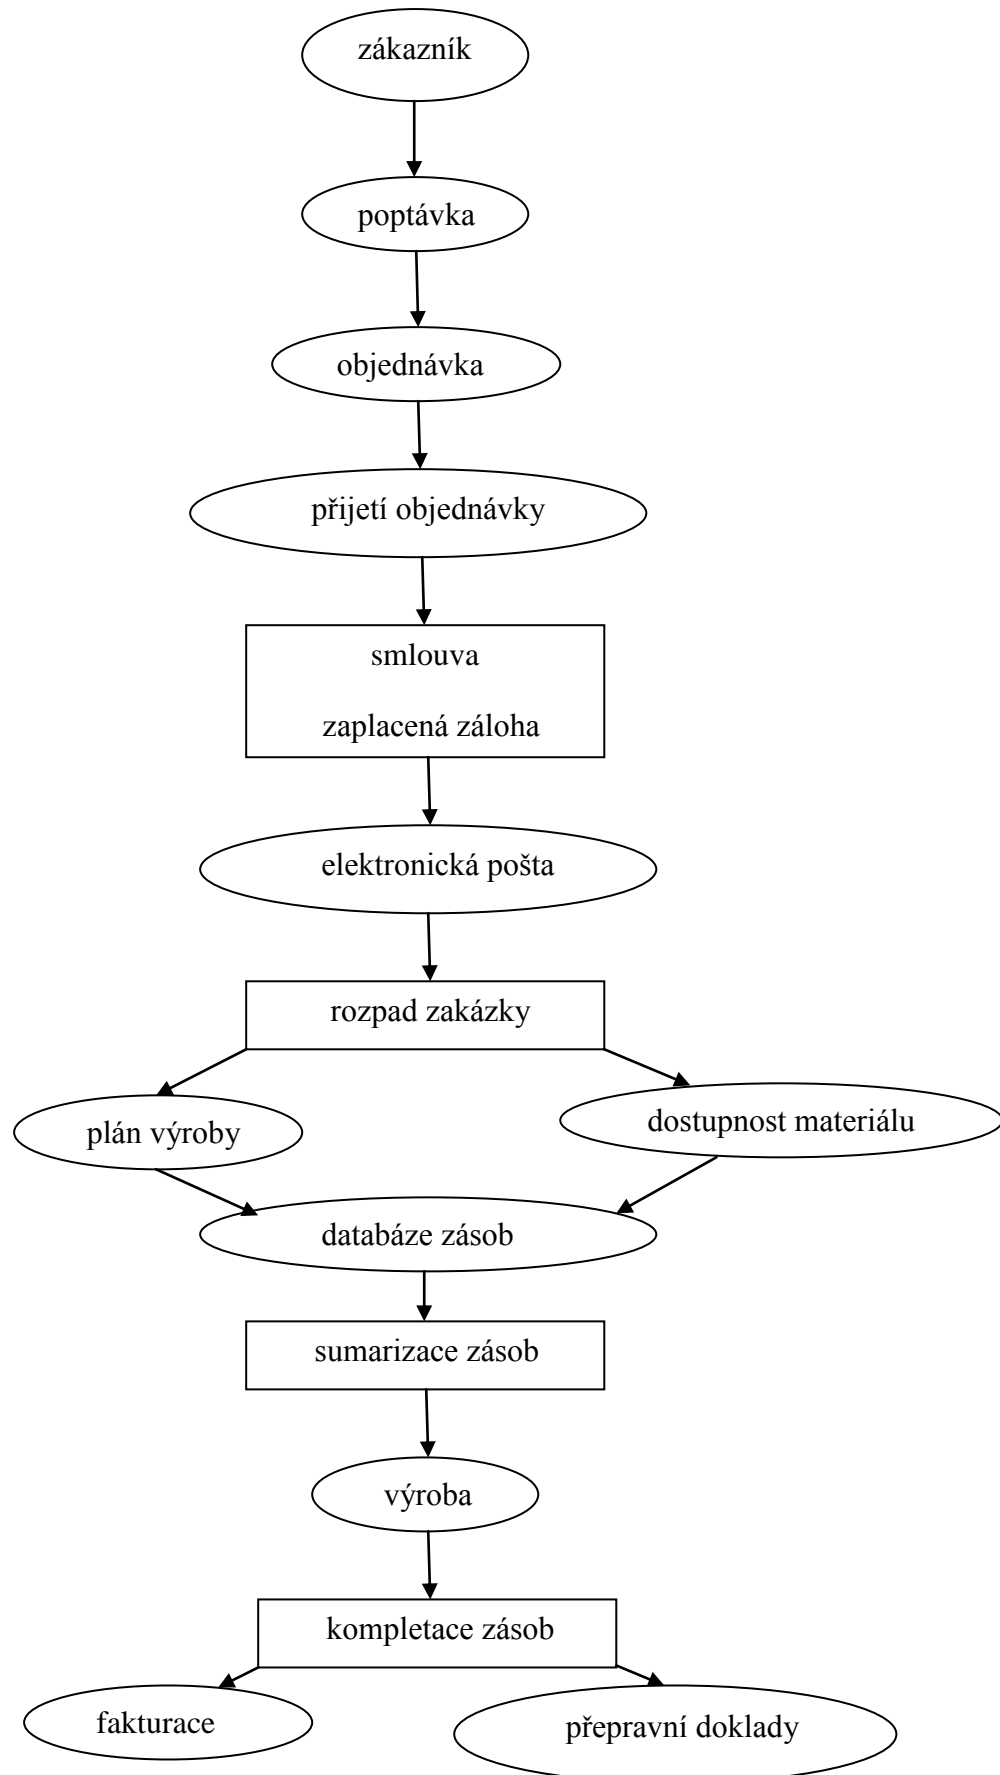 zákazník
poptávka
objednávka
přijetí objednávky
smlouva
zaplacená záloha
elektronická pošta
rozpad zakázky
plán výroby
dostupnost materiálu
databáze zásob
sumarizace zásob
výroba
kompletace zásob
fakturace
přepravní doklady